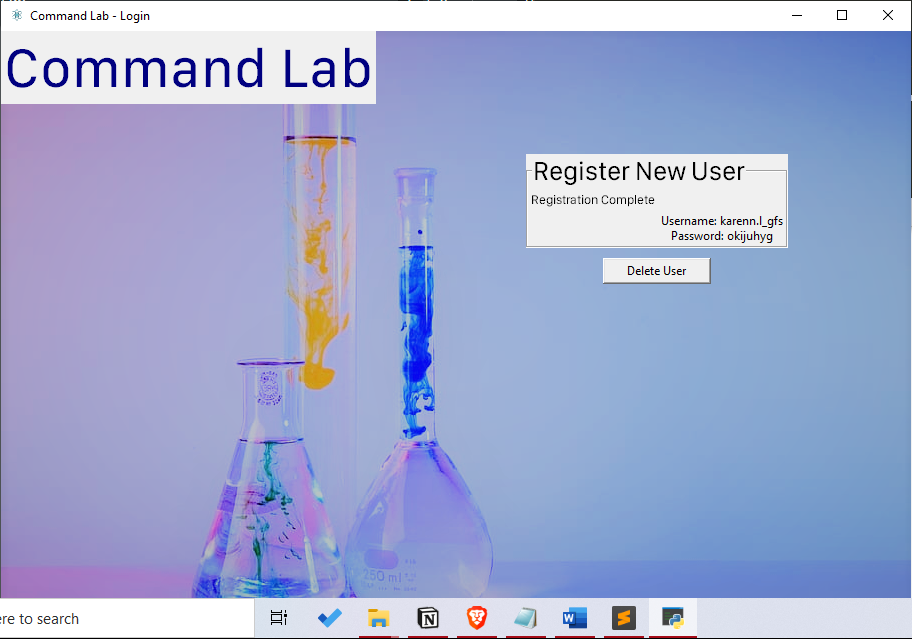 Command Lab - Login
Command Lab
Register New User
Registration Complete
Username: karenn.l_gfs
Password: okijuhyg
Delete User
250 ml
ere to search